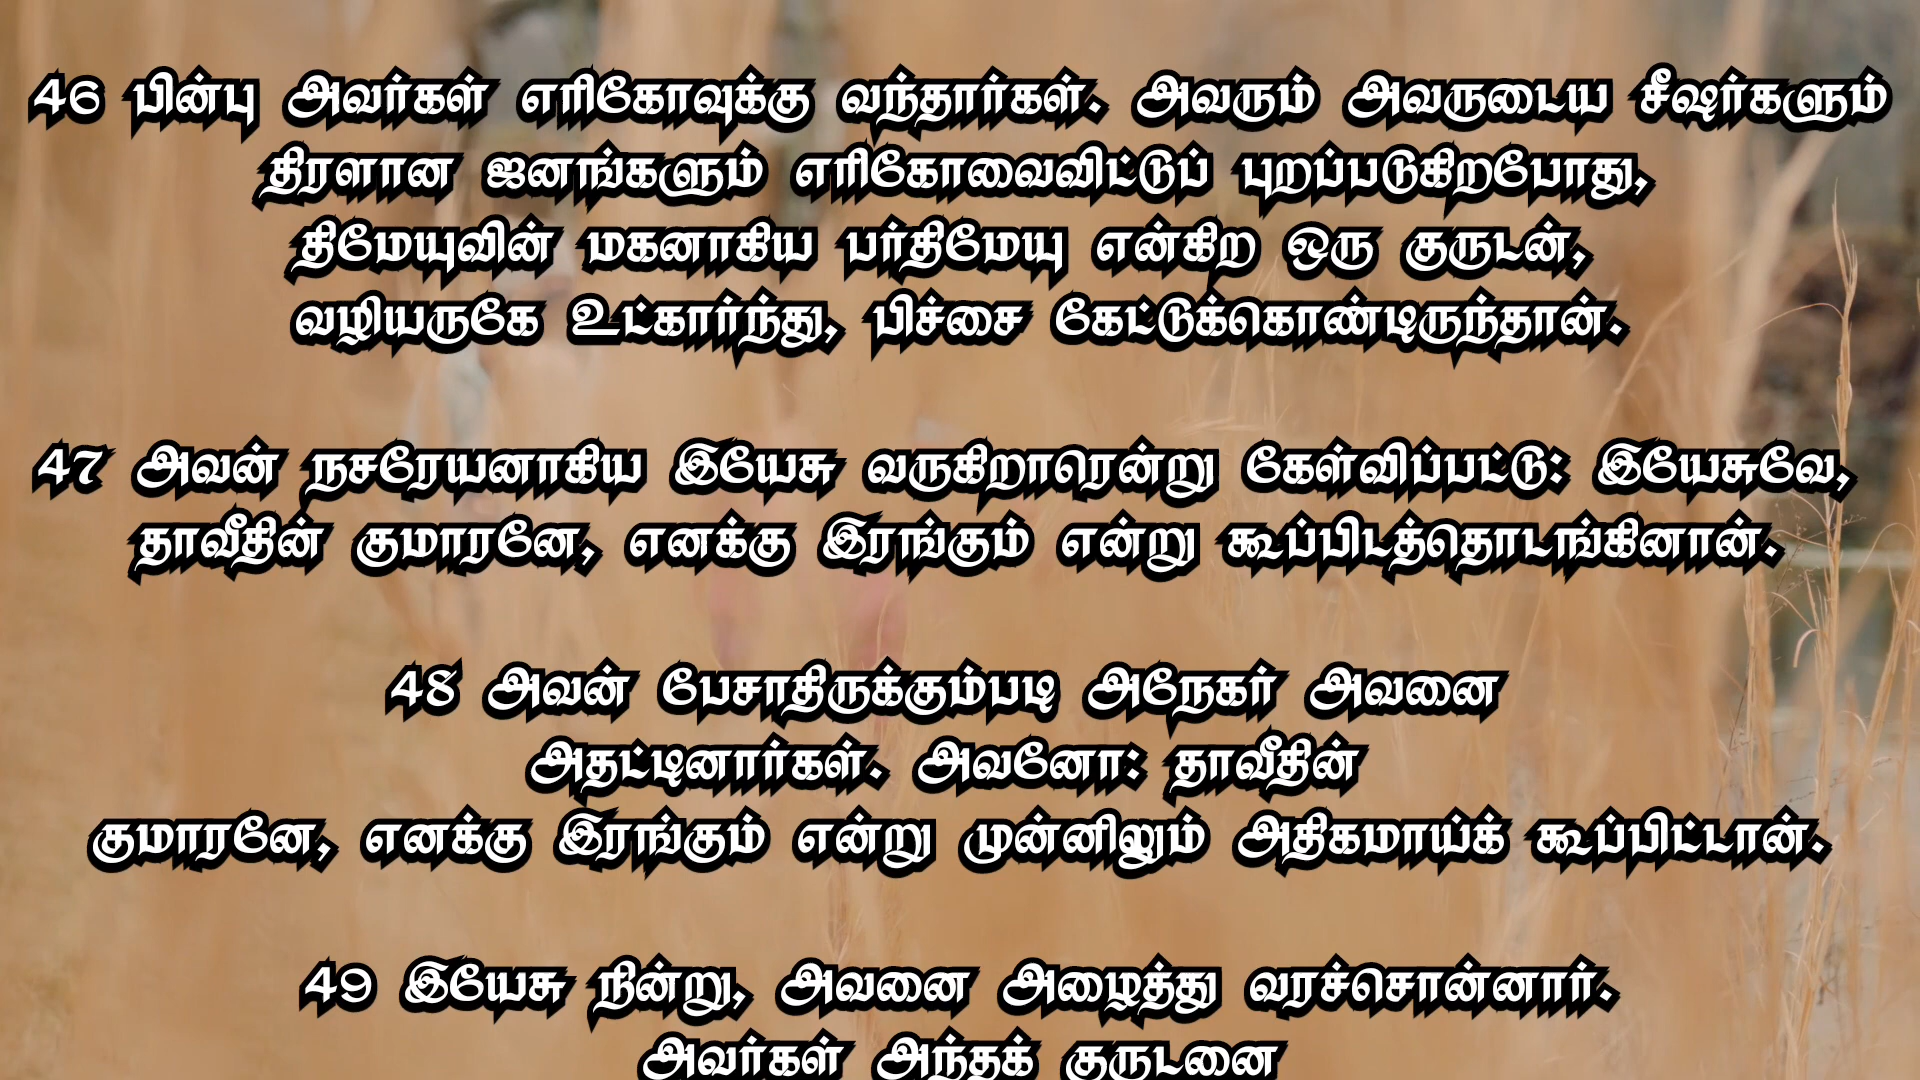 46 பின்பு அவர்கள் எரிகோவுக்கு வந்தார்கள். அவரும் அவருடைய சீஷர்களும்
திரளான ஜனங்களும் எரிகோவைவிட்டுப் புறப்படுகிறபோது,
திமேயுவின் மகனாகிய பர்திமேயு என்கிற ஒரு குருடன்,
வழியருகே உட்கார்ந்து, பிச்சை கேட்டுக்கொண்டிருந்தான்.
47 அவன் நசரேயனாகிய இயேசு வருகிறாரென்று கேள்விப்பட்டு: இயேசுவே,
தாவீதின் குமாரனே, எனக்கு இரங்கும் என்று கூப்பிடத்தொடங்கினான்.
48 அவன் பேசாதிருக்கும்படி அநேகர் அவனை
அதட்டினார்கள். அவனோ: தாவீதின்
குமாரனே, எனக்கு இரங்கும் என்று முன்னிலும் அதிகமாய்க் கூப்பிட்டான்.
49 இயேசு நின்று, அவனை அழைத்து வரச்சொன்னார்.
அவர்கள் அந்தக் குருடனை